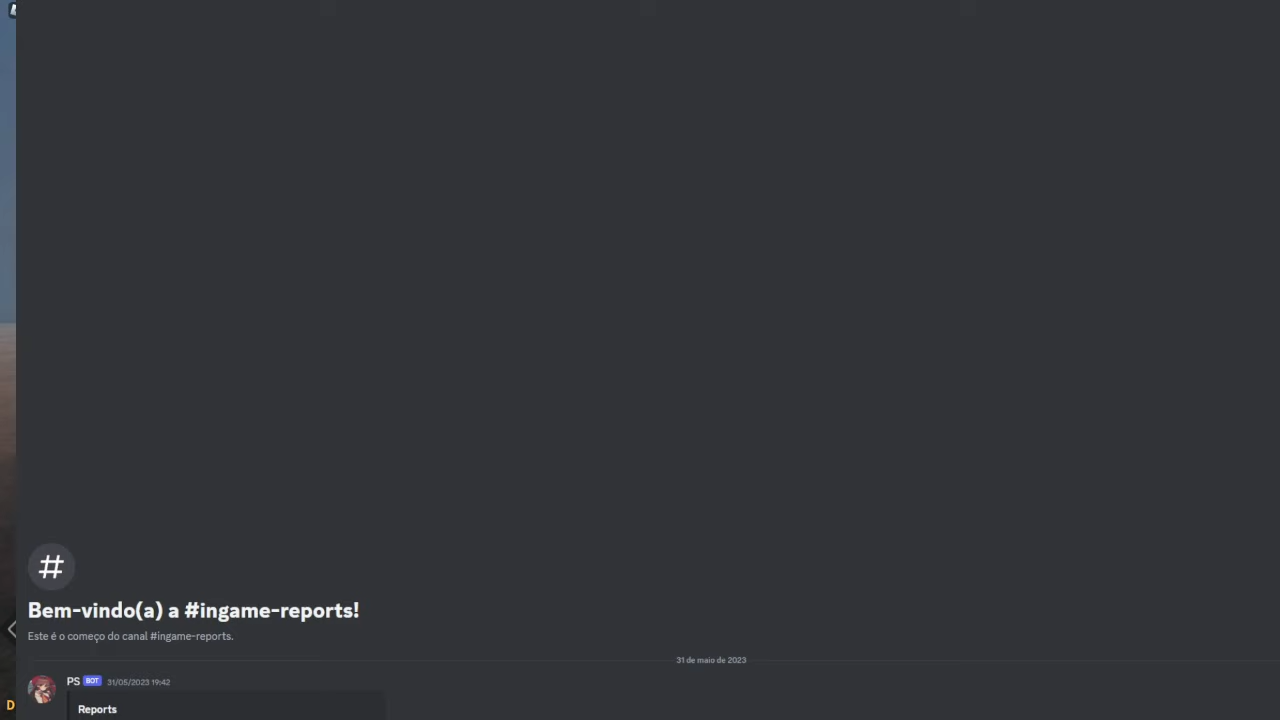 #
Bem-vindo(a) a #ingame-reports!
Este é o começo do canal #ingame-reports.
31 de maio de 2023
PS BOT 31/05/2023 19:42
D
Reports